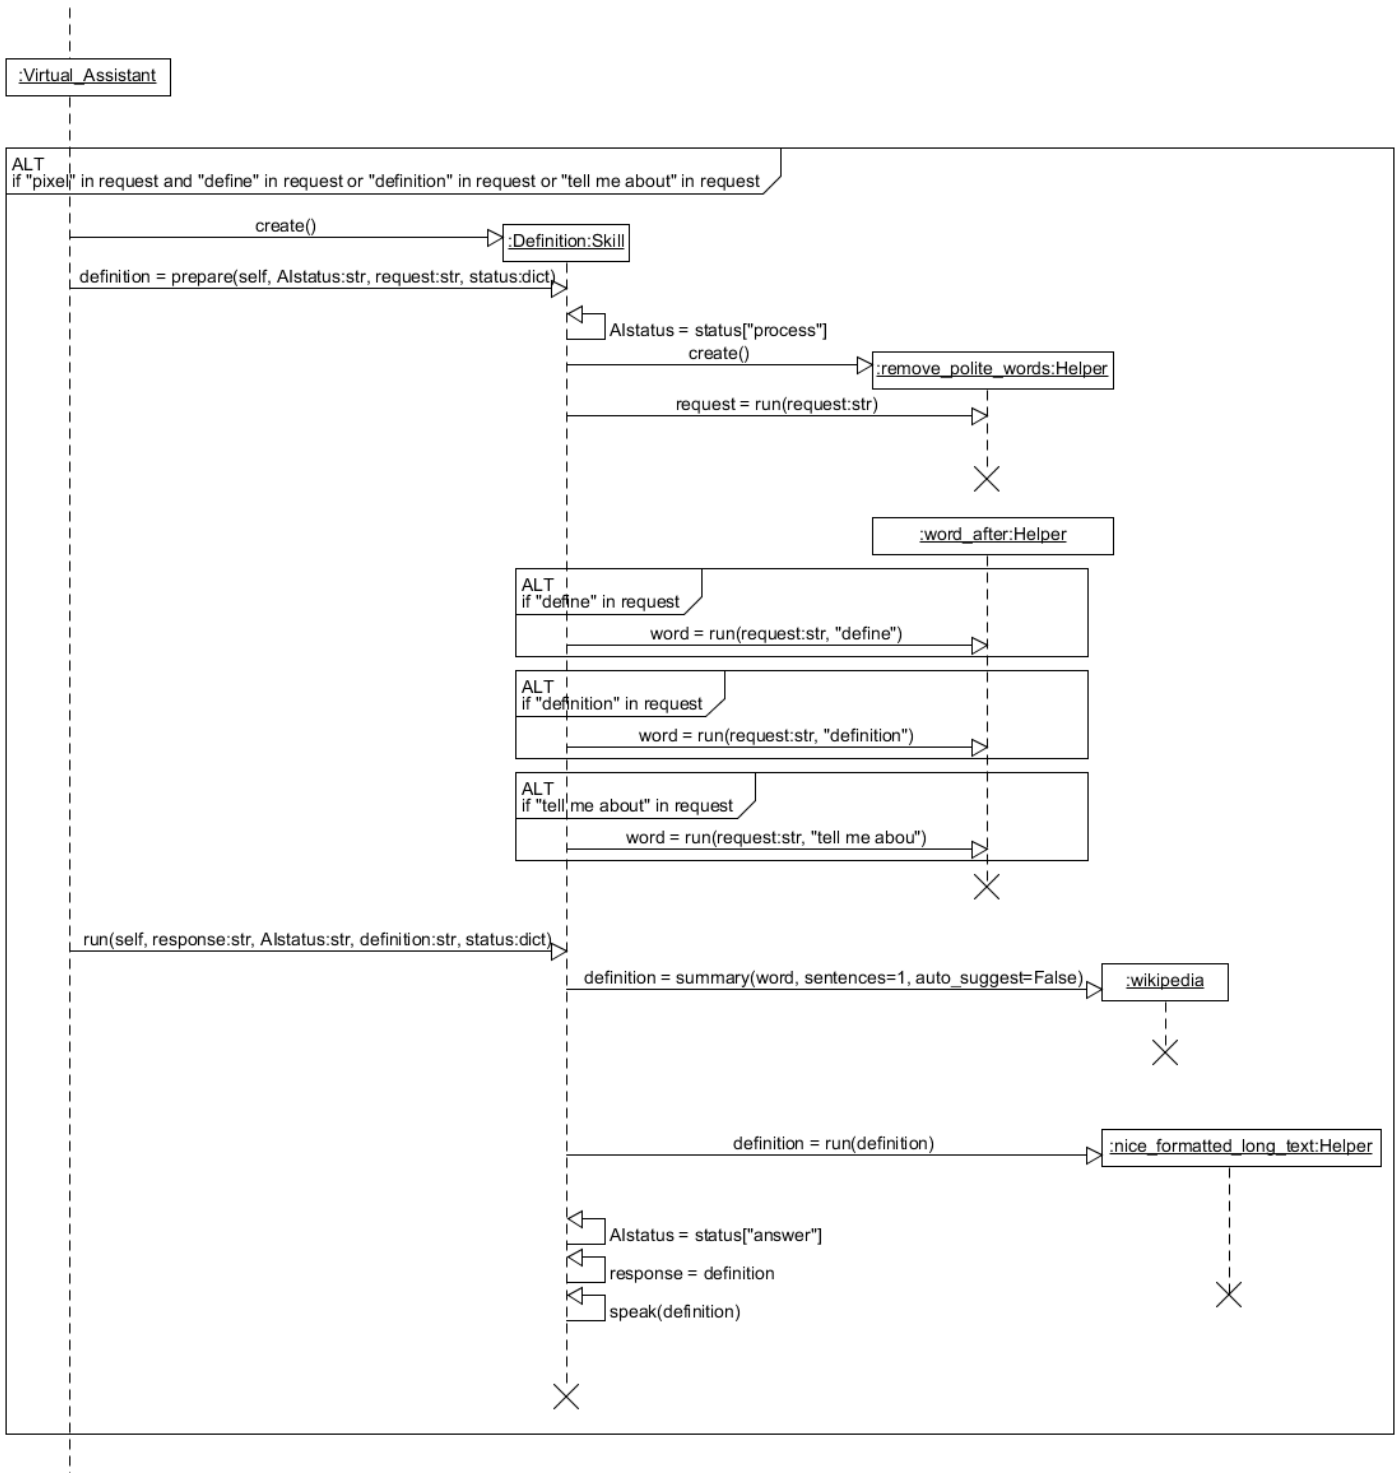 :Virtual_Assistant
ALT
if "pixel" in request and "define" in request or "definition" in request or "tell me about" in request
create()
:Definition:Skill
definition = prepare(self, AIstatus:str, request:str, status:dict)
AIstatus = status["process"]
create()
:remove_polite_words:Helper
request = run(request:str)
:word_after:Helper
ALT
if "define" in request
word = run(request:str, "define")
ALT
if "definition" in request
word = run(request:str, "definition")
ALT
if "tell me about" in request
word = run(request:str, "tell me abou")
run(self, response:str, AIstatus:str, definition:str, status:dict)
definition = summary(word, sentences=1, auto_suggest=False)
:wikipedia
definition = run(definition)
:nice_formatted_long_text:Helper
AIstatus = status["answer"]
response = definition
speak(definition)